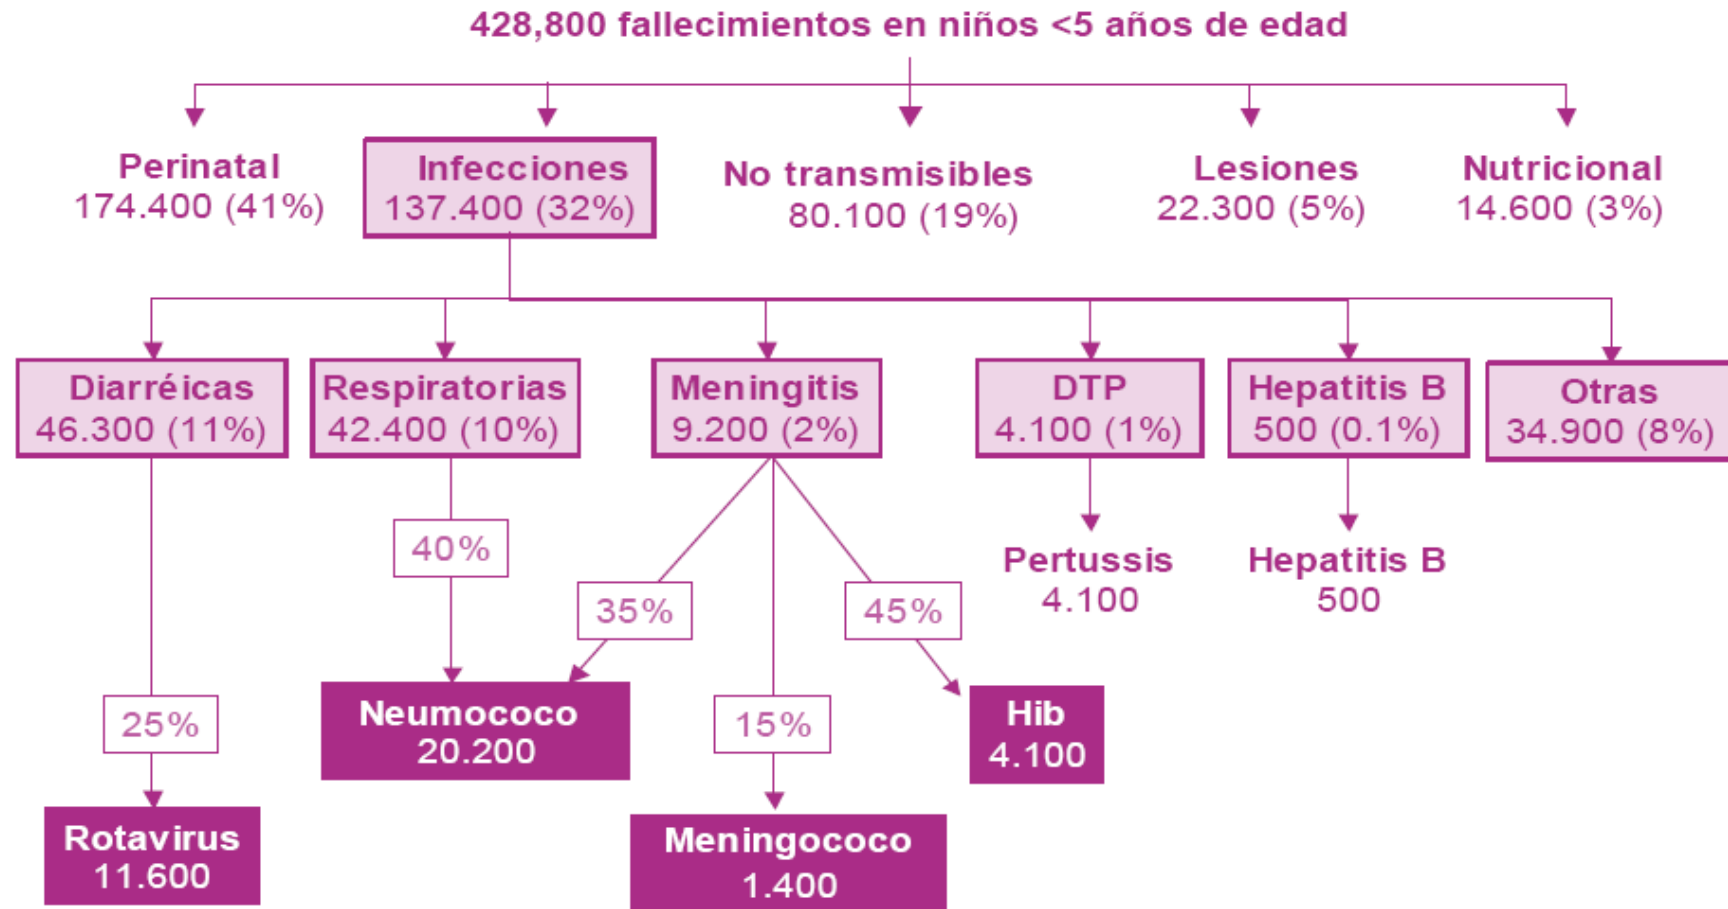 428,800 fallecimientos en niños <5 años de edad
Perinatal
174.400 (41%)
Infecciones
137.400 (32%)
No transmisibles
80.100 (19%)
Lesiones
22.300 (5%)
Nutricional
14.600 (3%)
Diarréicas
46.300 (11%)
Respiratorias
42.400 (10%)
Meningitis
9.200 (2%)
DTP
4.100 (1%)
Hepatitis B
500 (0.1%)
Otras
34.900 (8%)
40%
35%
45%
Pertussis
4.100
Hepatitis B
500
25%
Neumococo
20.200
15%
Hib
4.100
Rotavirus
11.600
Meningococo
1.400